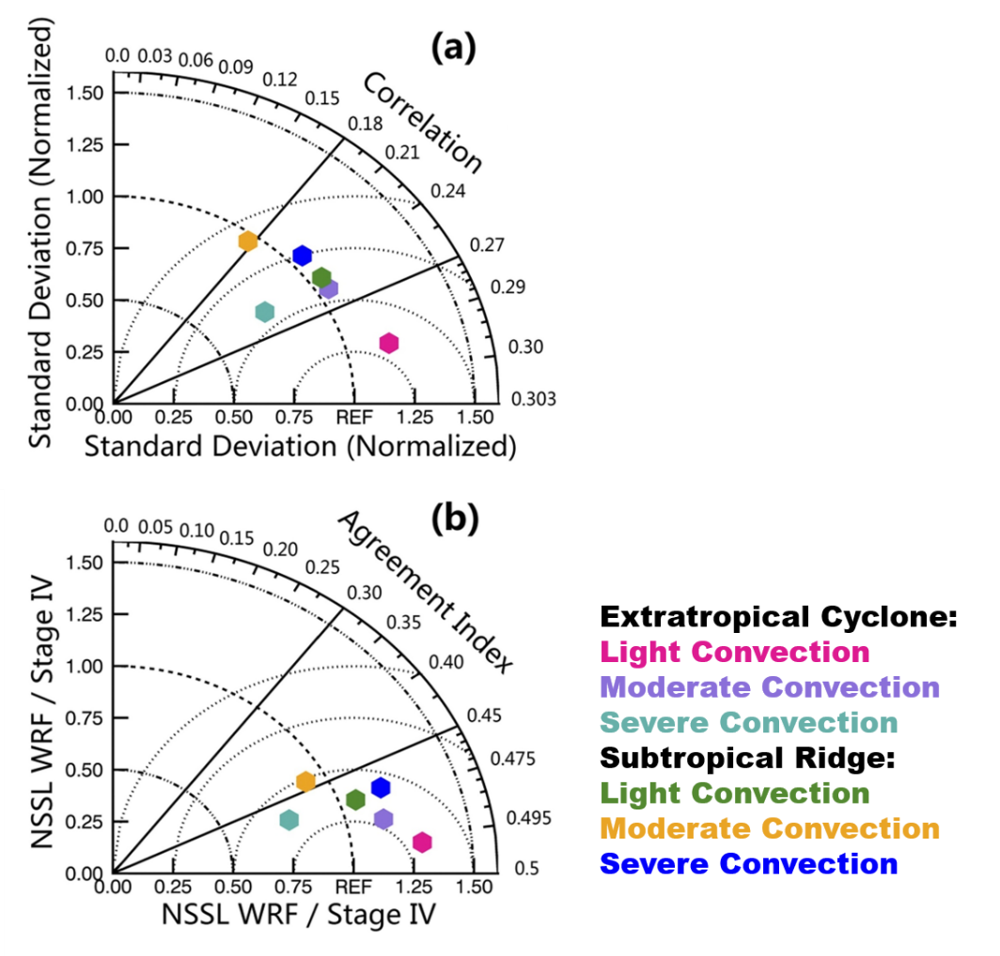 (a)
0.0 0.03 0.06 0.09 0.12 0.15 0.18 0.21 0.24 0.27 0.29 0.30 0.303
Correlation
Standard Deviation (Normalized)
1.50
1.25
1.00
0.75
0.50
0.25
0.00
0.00 0.25 0.50 0.75 REF 1.25 1.50
Standard Deviation (Normalized)
(b)
0.0 0.05 0.10 0.15 0.20 0.25 0.30 0.35 0.40 0.45 0.475 0.495 0.5
Agreement Index
NSSL WRF / Stage IV
1.50
1.25
1.00
0.75
0.50
0.25
0.00
0.00 0.25 0.50 0.75 REF 1.25 1.50
NSSL WRF / Stage IV
Extratropical Cyclone:
Light Convection
Moderate Convection
Severe Convection
Subtropical Ridge:
Light Convection
Moderate Convection
Severe Convection